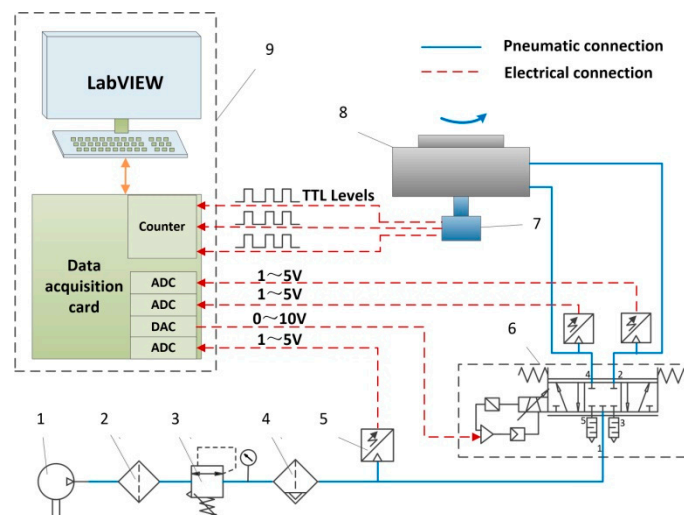 9
Pneumatic connection
Electrical connection
LabVIEW
8
TTL Levels
Counter
7
Data
acquisition
card
ADC
1～5V
ADC
1～5V
DAC
0～10V
ADC
1～5V
6
4
2
5
3
1
1
2
3
4
5